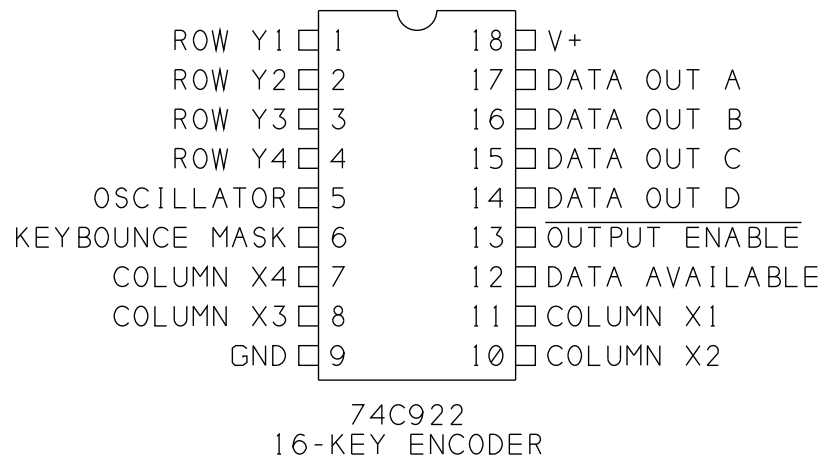 ROW Y1 1 18 V+
ROW Y2 2 17 DATA OUT A
ROW Y3 3 16 DATA OUT B
ROW Y4 4 15 DATA OUT C
OSCILLATOR 5 14 DATA OUT D
KEYBOUNCE MASK 6 13 OUTPUT ENABLE
COLUMN X4 7 12 DATA AVAILABLE
COLUMN X3 8 11 COLUMN X1
GND 9 10 COLUMN X2
74C922
16-KEY ENCODER